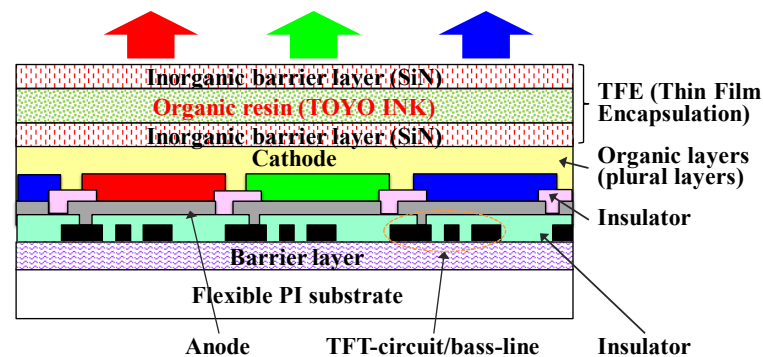 Inorganic barrier layer (SiN)
Organic resin (TOYO INK)
Inorganic barrier layer (SiN)
TFE (Thin Film
Encapsulation)
Cathode
Organic layers
(plural layers)
Insulator
Barrier layer
Flexible PI substrate
Anode
TFT-circuit/bass-line
Insulator